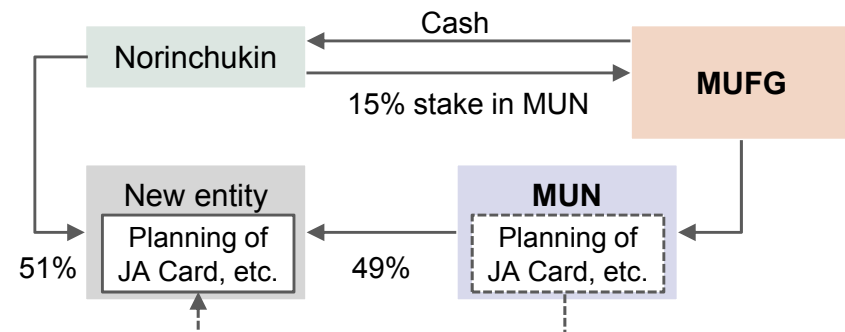 Cash
Norinchukin
MUFG
15% stake in MUN
New entity
MUN
Planning of
JA Card, etc.
Planning of
JA Card, etc.
51%
49%